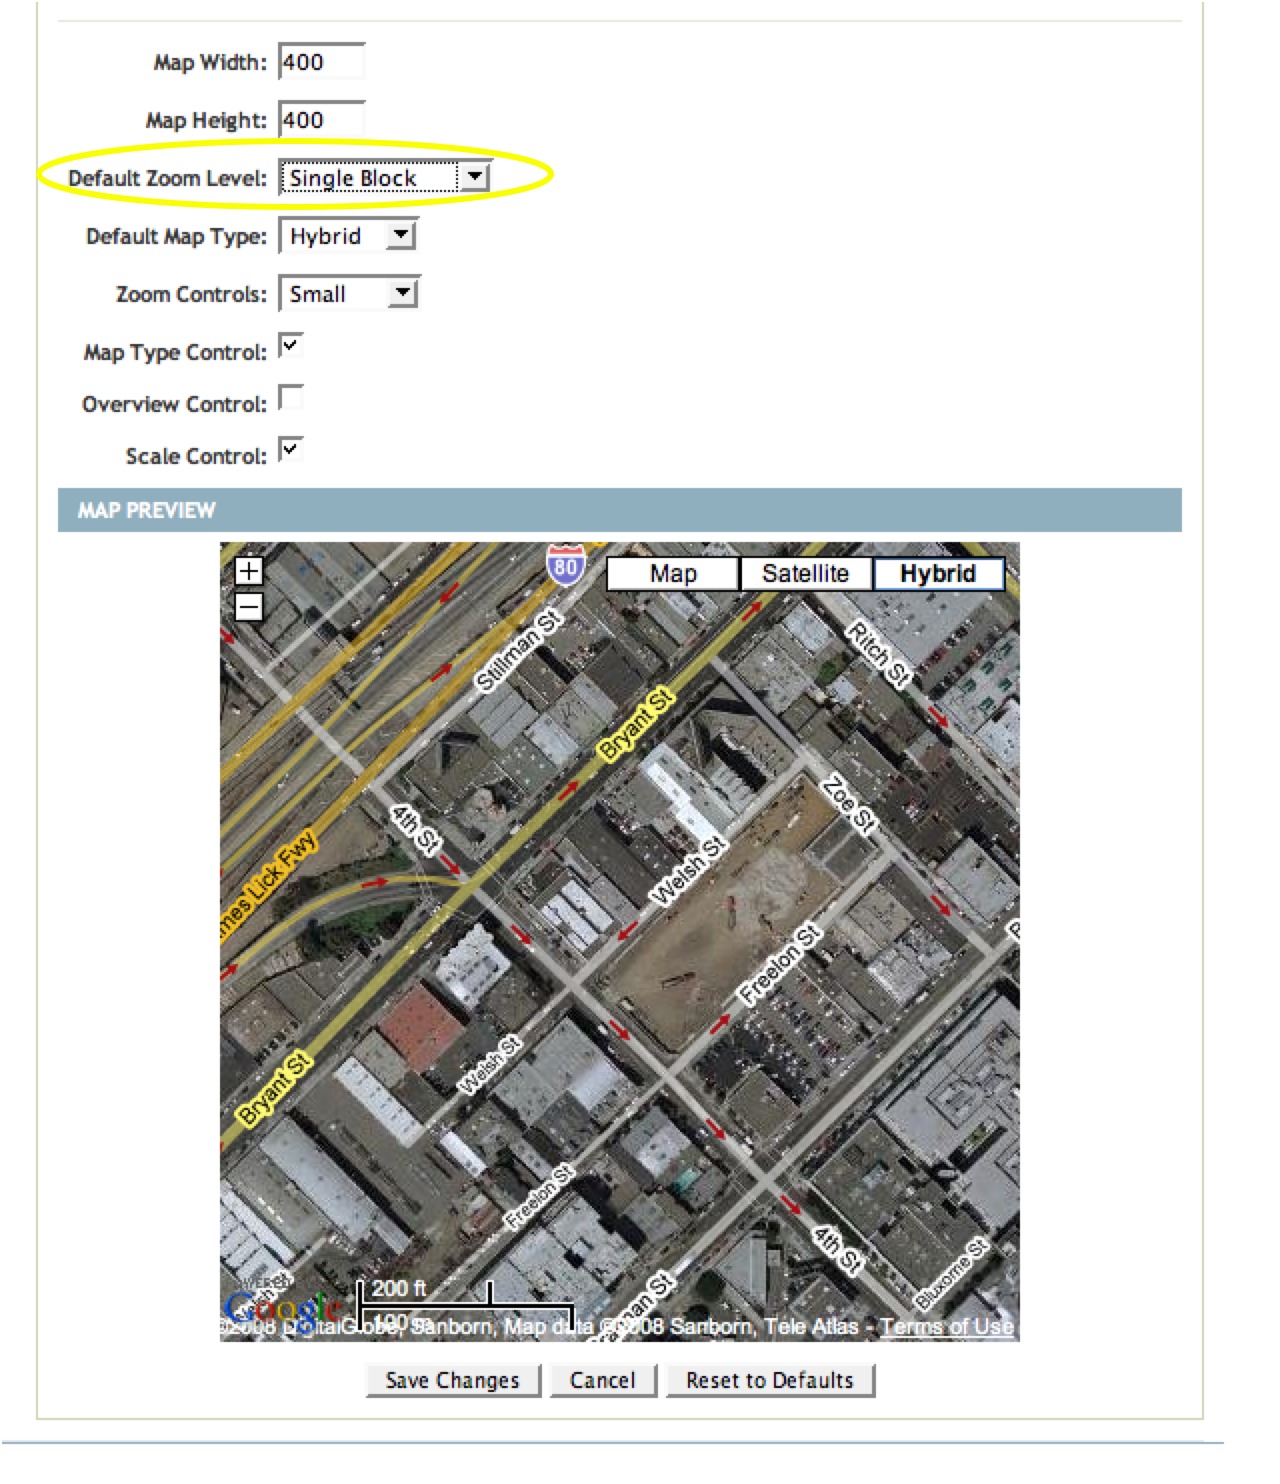 Map Width: 400
Map Height: 400
Default Zoom Level: Single Block
Default Map Type: Hybrid
Zoom Controls: Small
Map Type Control:
Overview Control:
Scale Control:
MAP PREVIEW
+
−
80
Map Satellite Hybrid
Stillman St
Ritch St
Bryant St
Zoe St
4th St
Welsh St
mes Lick Fwy
Freelon St
Welsh St
Bryant St
Freelon St
4th St
Bluxome St
man St
200 ft
Google
100 m
©2008 DigitalGlobe, Sanborn, Map data ©2008 Sanborn, Tele Atlas - Terms of Use
Save Changes Cancel Reset to Defaults